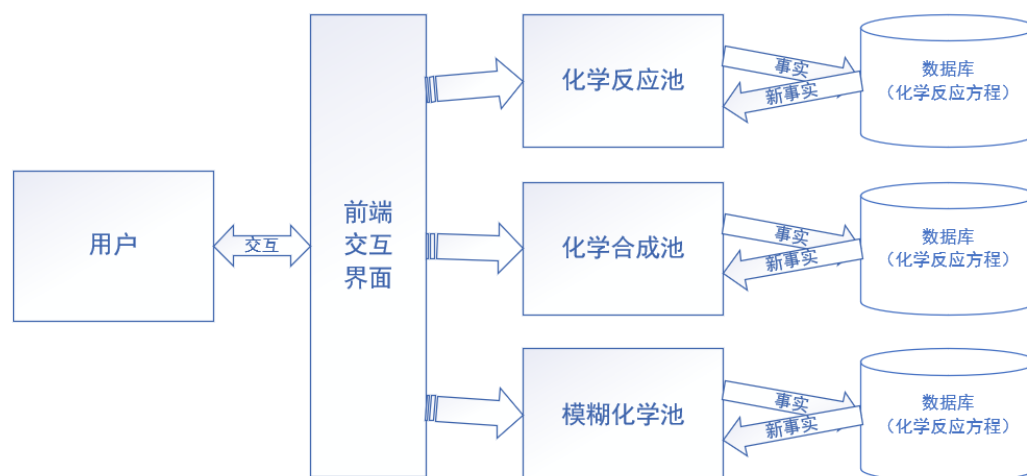 用户
交互
前端
交互
界面
化学反应池
事实
新事实
数据库
（化学反应方程）
化学合成池
事实
新事实
数据库
（化学反应方程）
模糊化学池
事实
新事实
数据库
（化学反应方程）